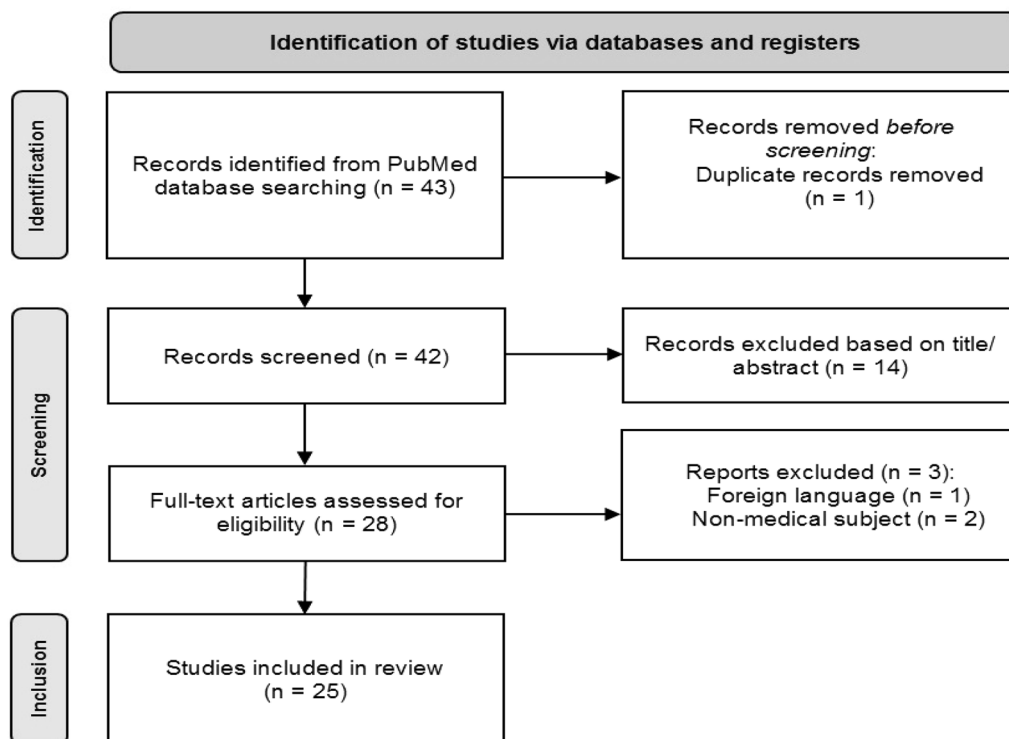 Identification of studies via databases and registers
Identification
Records identified from PubMed
database searching (n = 43)
Records removed before
screening:
Duplicate records removed
(n = 1)
Screening
Records screened (n = 42)
Records excluded based on title/
abstract (n = 14)
Full-text articles assessed for
eligibility (n = 28)
Reports excluded (n = 3):
Foreign language (n = 1)
Non-medical subject (n = 2)
Inclusion
Studies included in review
(n = 25)